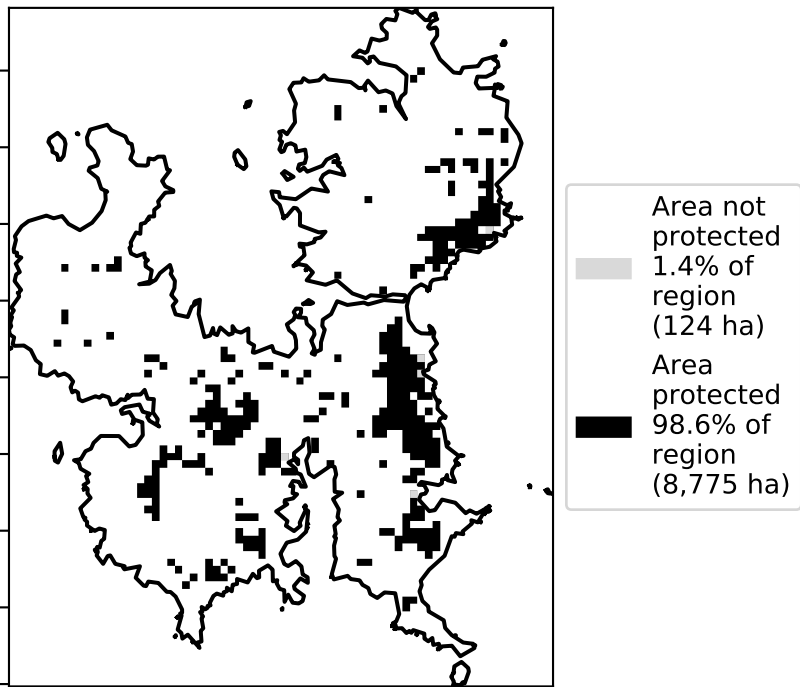 Area not
protected
1.4% of
region
(124 ha)
Area
protected
98.6% of
region
(8,775 ha)